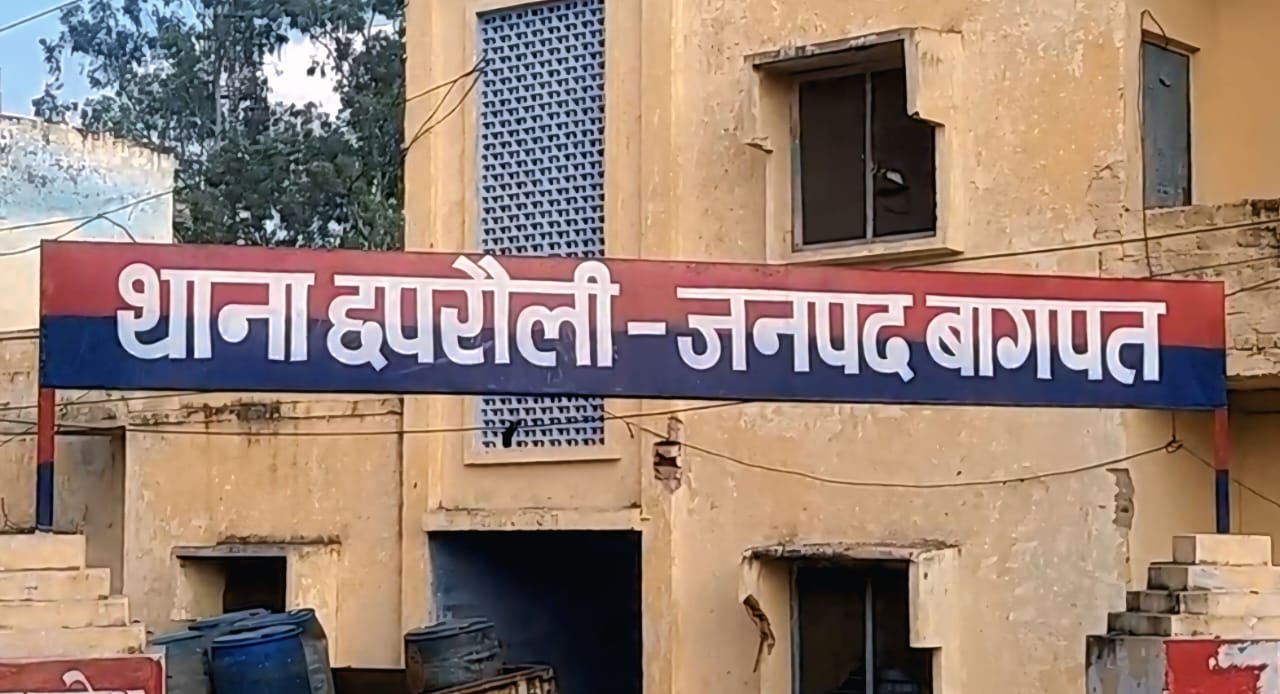 थाना छपरौली - जनपद बागपत